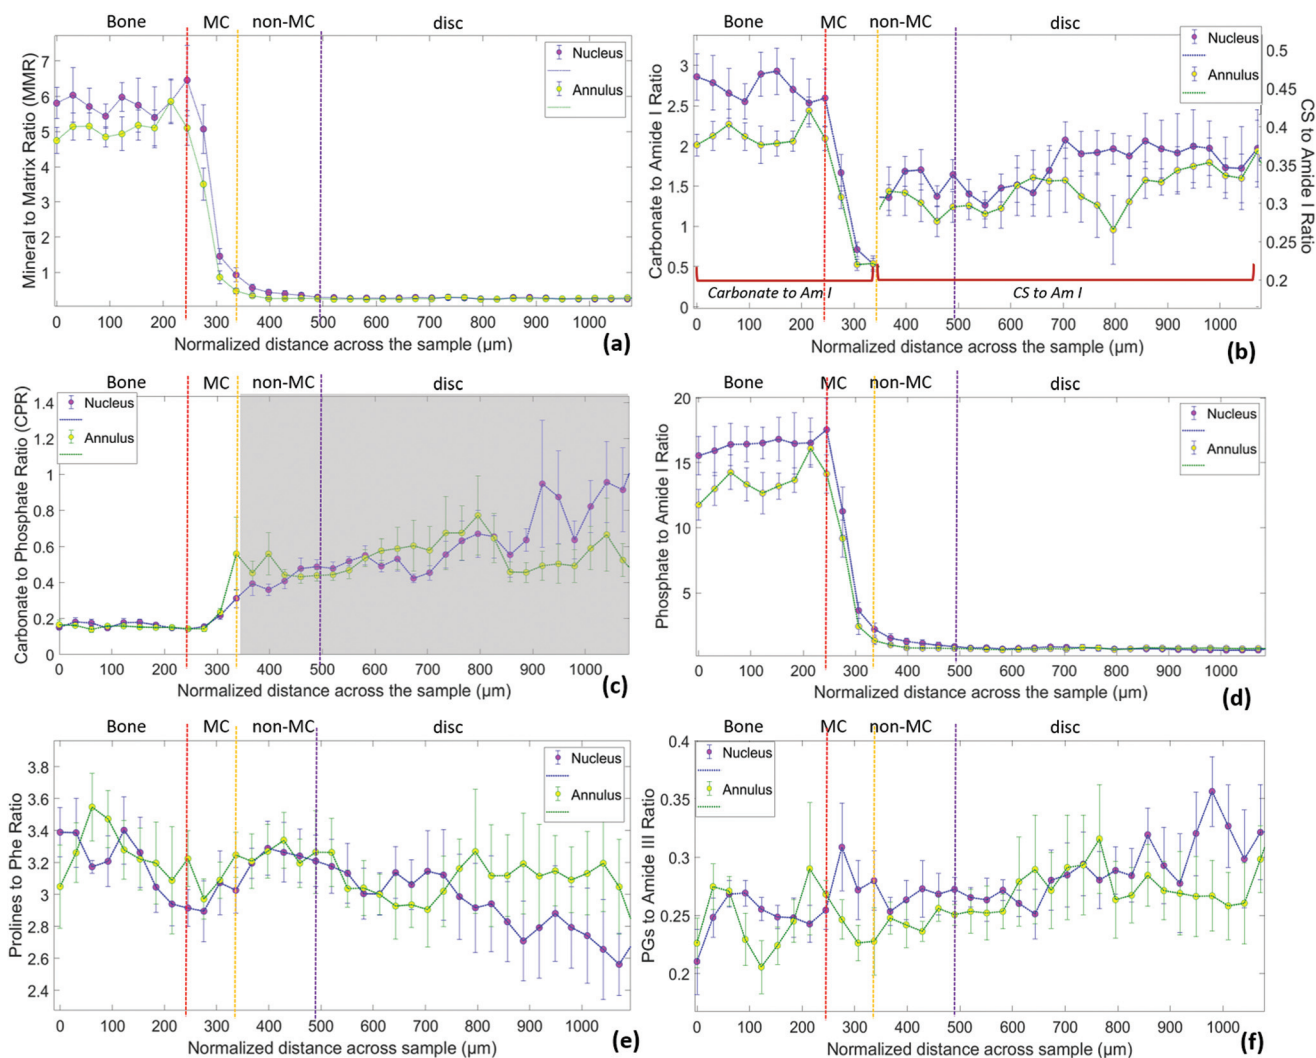 Bone MC non-MC disc
Mineral to Matrix Ratio (MMR)
7
6
5
4
3
2
1
Nucleus
Annulus
0 100 200 300 400 500 600 700 800 900 1000
Normalized distance across the sample (µm)
(a)
Bone MC non-MC disc
Carbonate to Amide I Ratio
3
2.5
2
1.5
1
0.5
0
Nucleus
Annulus
0.5
0.45
0.4
0.35
0.3
0.25
0.2
CS to Amide I Ratio
Carbonate to Am I
CS to Am I
0 100 200 300 400 500 600 700 800 900 1000
Normalized distance across the sample (µm)
(b)
Bone MC non-MC disc
Carbonate to Phosphate Ratio (CPR)
1.4
1.2
1
0.8
0.6
0.4
0.2
0
Nucleus
Annulus
0 100 200 300 400 500 600 700 800 900 1000
Normalized distance across the sample (µm)
(c)
Bone MC non-MC disc
Phosphate to Amide I Ratio
20
15
10
5
Nucleus
Annulus
0 100 200 300 400 500 600 700 800 900 1000
Normalized distance across the sample (µm)
(d)
Bone MC non-MC disc
Prolines to Phe Ratio
3.8
3.6
3.4
3.2
3
2.8
2.6
2.4
Nucleus
Annulus
0 100 200 300 400 500 600 700 800 900 1000
Normalized distance across sample (µm)
(e)
Bone MC non-MC disc
PGs to Amide III Ratio
0.4
0.35
0.3
0.25
0.2
Nucleus
Annulus
0 100 200 300 400 500 600 700 800 900 1000
Normalized distance across sample (µm)
(f)